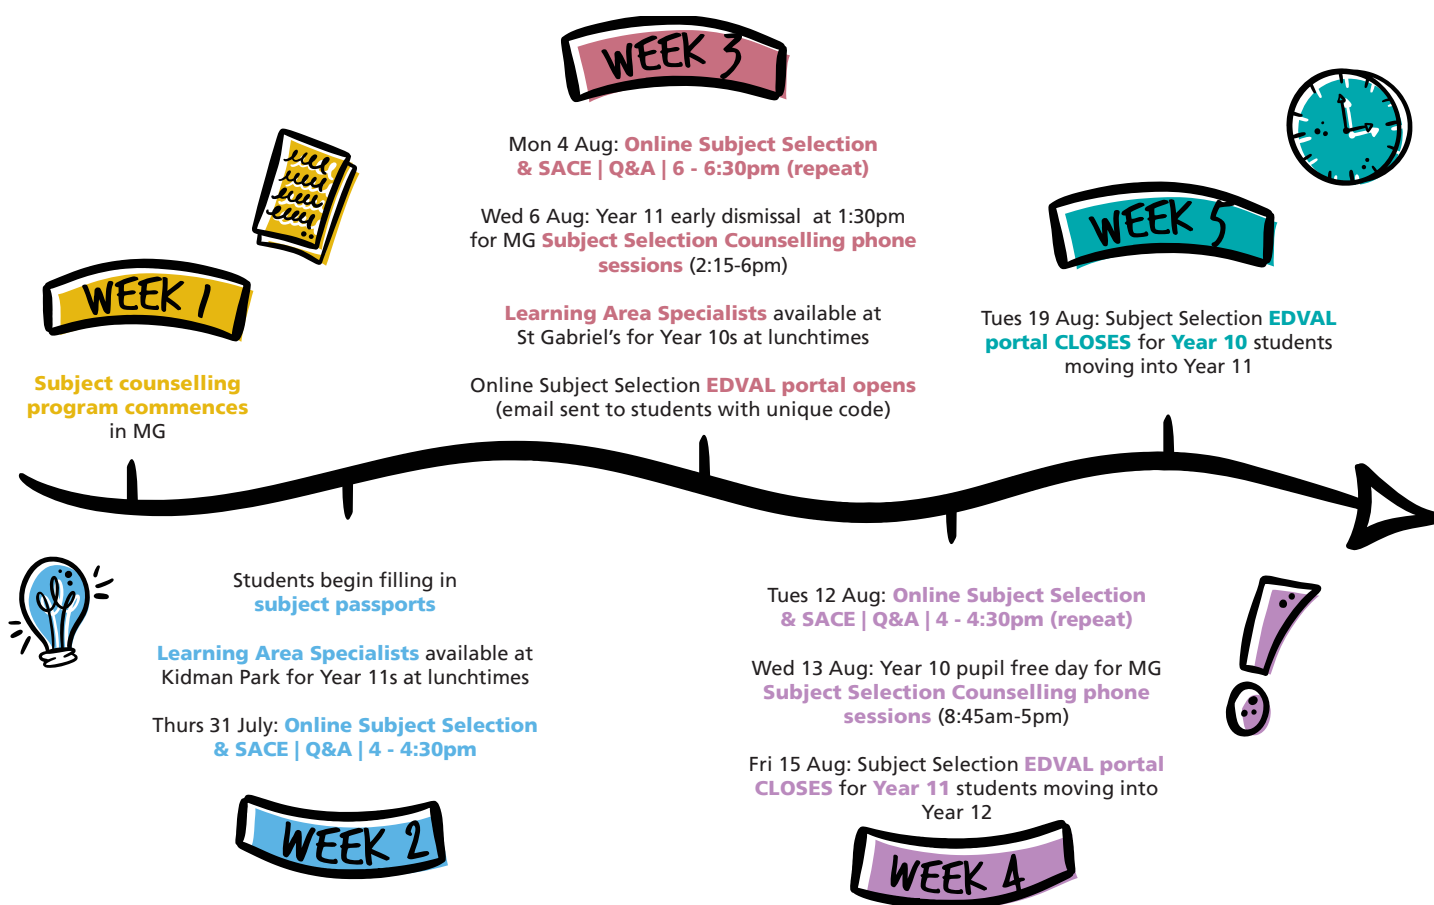 WEEK 1
Subject counselling
program commences
in MG
Students begin filling in
subject passports
Learning Area Specialists available at
Kidman Park for Year 11s at lunchtimes
Thurs 31 July: Online Subject Selection
& SACE | Q&A | 4 - 4:30pm
WEEK 2
WEEK 3
Mon 4 Aug: Online Subject Selection
& SACE | Q&A | 6 - 6:30pm (repeat)
Wed 6 Aug: Year 11 early dismissal  at 1:30pm
for MG Subject Selection Counselling phone
sessions (2:15-6pm)
Learning Area Specialists available at
St Gabriel's for Year 10s at lunchtimes
Online Subject Selection EDVAL portal opens
(email sent to students with unique code)
Tues 12 Aug: Online Subject Selection
& SACE | Q&A | 4 - 4:30pm (repeat)
Wed 13 Aug: Year 10 pupil free day for MG
Subject Selection Counselling phone
sessions (8:45am-5pm)
Fri 15 Aug: Subject Selection EDVAL portal
CLOSES for Year 11 students moving into
Year 12
WEEK 4
WEEK 5
Tues 19 Aug: Subject Selection EDVAL
portal CLOSES for Year 10 students
moving into Year 11